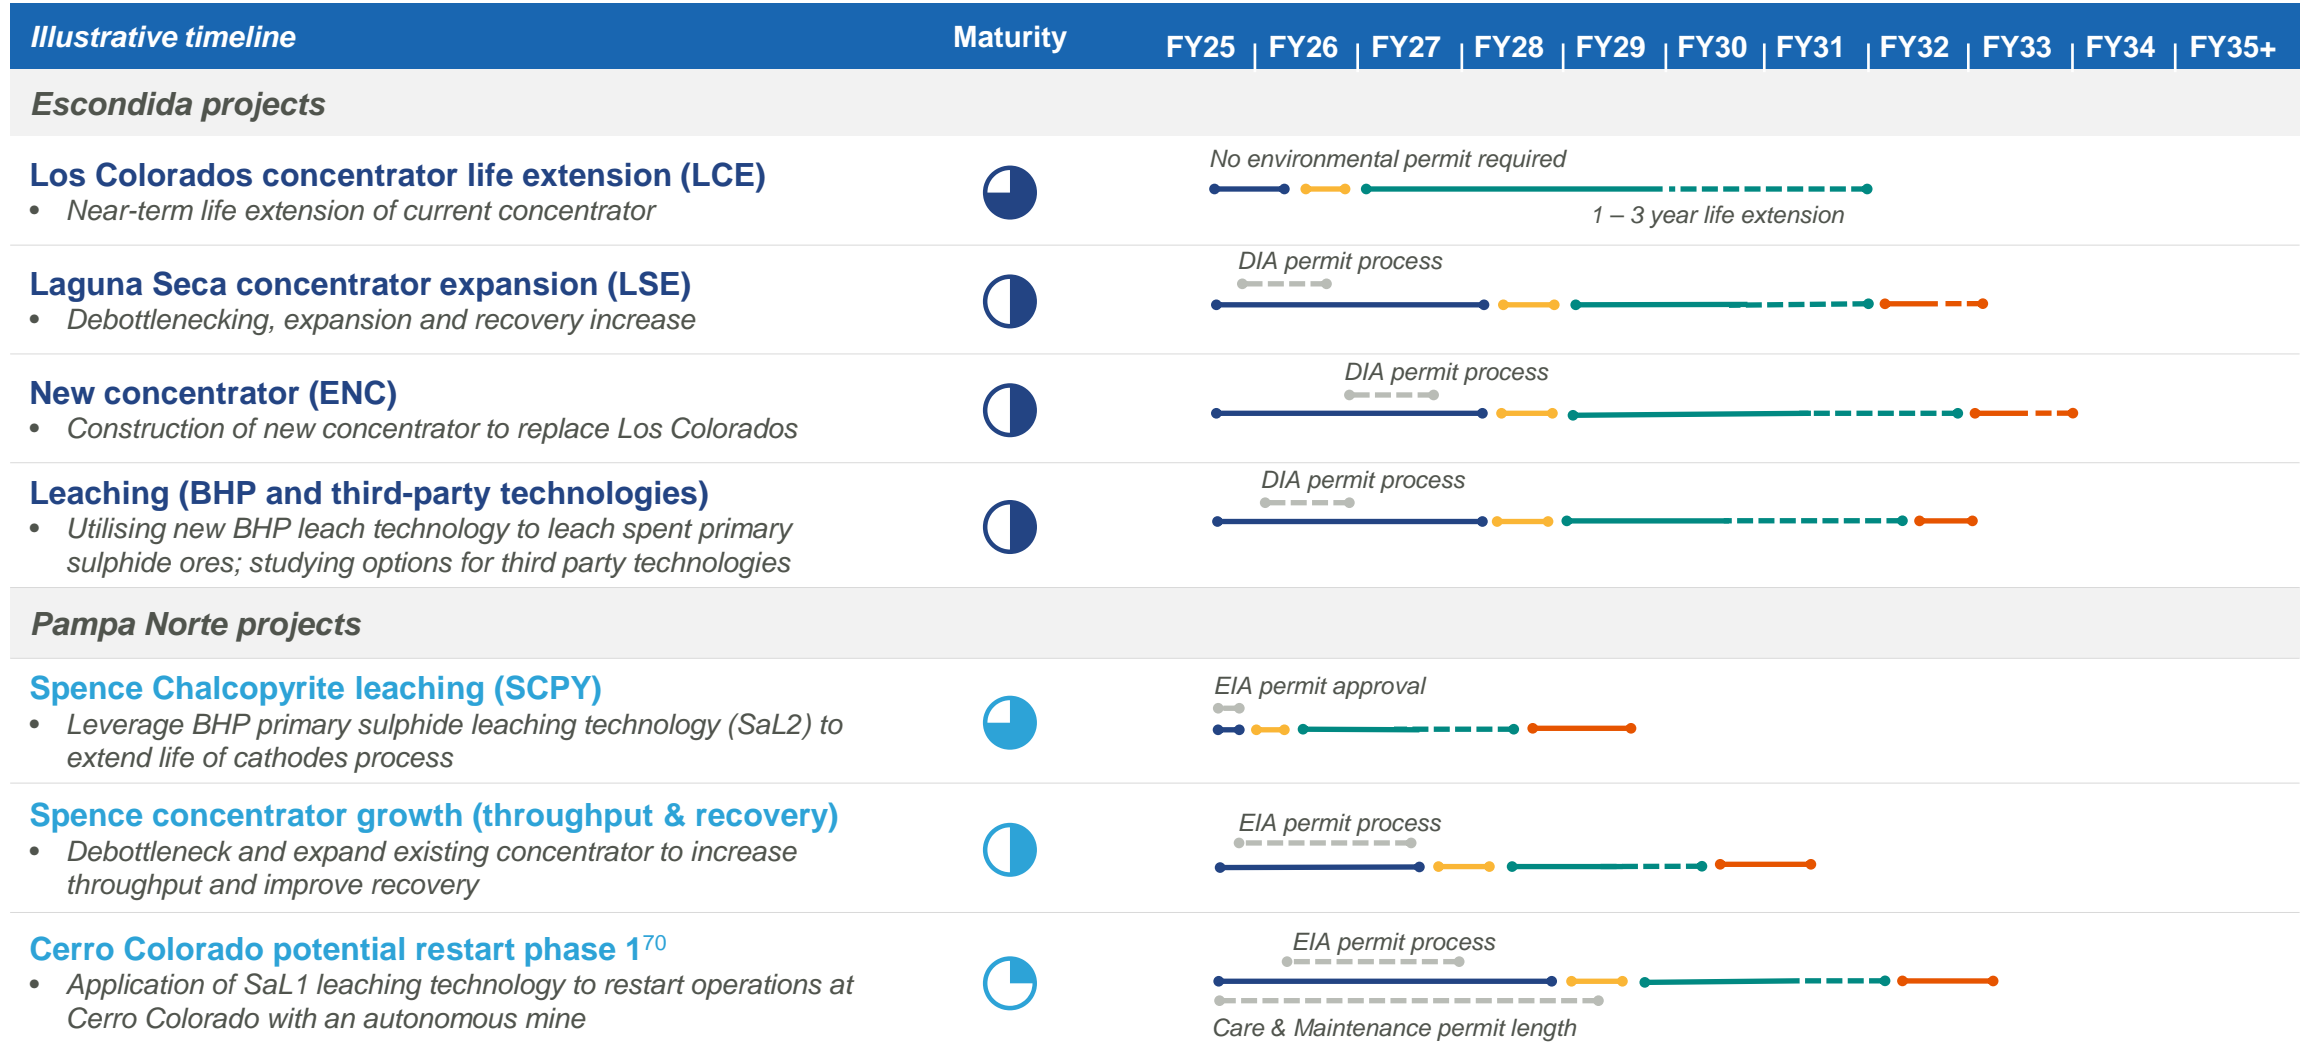 Illustrative timeline Maturity FY25 FY26 FY27 FY28 FY29 FY30 FY31 FY32 FY33 FY34 FY35+
Escondida projects
Los Colorados concentrator life extension (LCE)
• Near-term life extension of current concentrator
No environmental permit required
1 – 3 year life extension
Laguna Seca concentrator expansion (LSE)
• Debottlenecking, expansion and recovery increase
DIA permit process
New concentrator (ENC)
• Construction of new concentrator to replace Los Colorados
DIA permit process
Leaching (BHP and third-party technologies)
• Utilising new BHP leach technology to leach spent primary
sulphide ores; studying options for third party technologies
DIA permit process
Pampa Norte projects
Spence Chalcopyrite leaching (SCPY)
• Leverage BHP primary sulphide leaching technology (SaL2) to
extend life of cathodes process
EIA permit approval
Spence concentrator growth (throughput & recovery)
• Debottleneck and expand existing concentrator to increase
throughput and improve recovery
EIA permit process
Cerro Colorado potential restart phase 1⁷⁰
• Application of SaL1 leaching technology to restart operations at
Cerro Colorado with an autonomous mine
EIA permit process
Care & Maintenance permit length